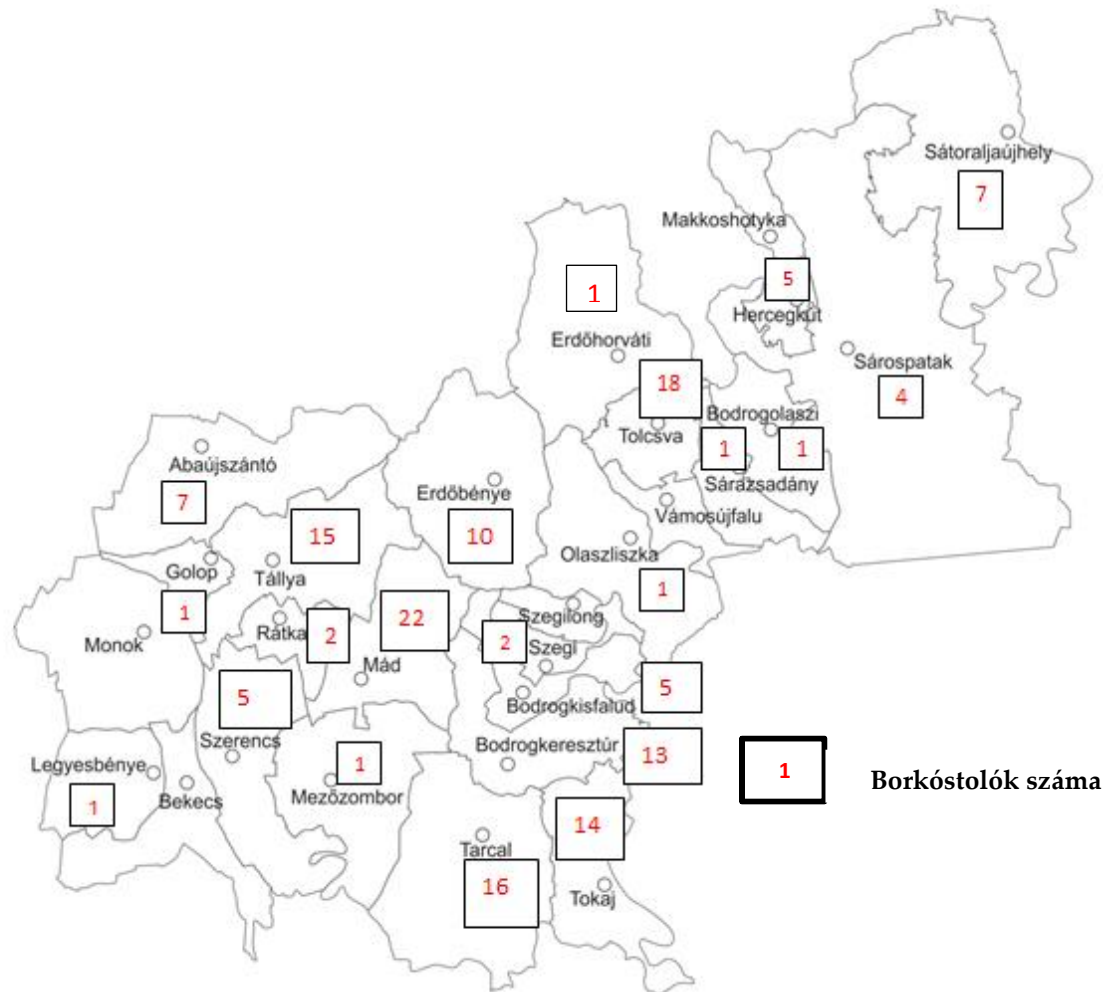 Sátoraljaújhely
7
Makkoshotyka
5
Hercegkút
1
Erdőhorváti
Sárospatak
4
18
Bodrogolaszi
Tolcsva
1
1
Sárazsadány
Abaújszántó
7
Erdőbénye
10
Vámosújfalu
15
Olaszliszka
Golop
Tállya
1
1
Monok
Rátka
2
22
Mád
Szegilong
2
Szegi
5
Szerencs
5
Bodrogkisfalud
Bodrogkeresztúr
13
Legyesbénye
1
Bekecs
1
Mezőzombor
1
Borkóstolók száma
14
Tarcal
16
Tokaj